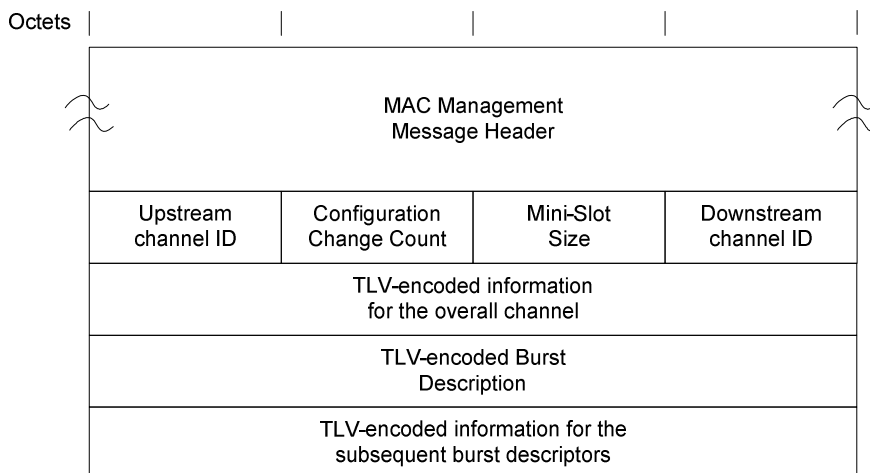 Octets
MAC Management
Message Header
Upstream
channel ID
Configuration
Change Count
Mini-Slot
Size
Downstream
channel ID
TLV-encoded information
for the overall channel
TLV-encoded Burst
Description
TLV-encoded information for the
subsequent burst descriptors